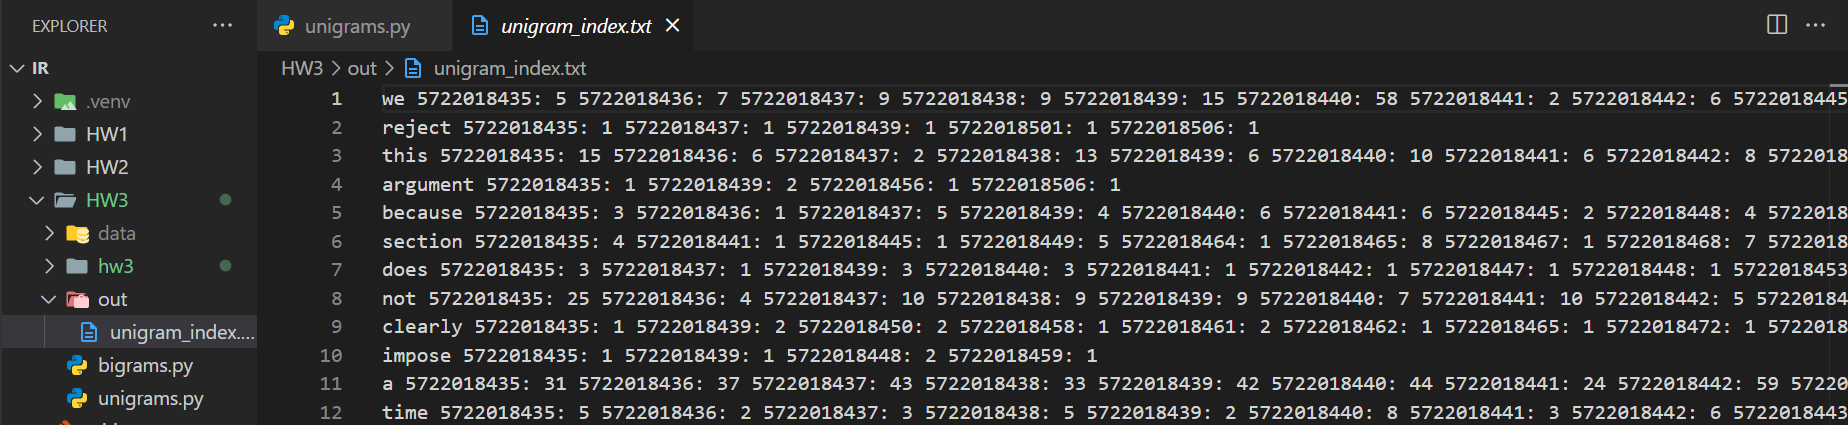 EXPLORER ...
IR
.venv
HW1
HW2
HW3
data
hw3
out
unigram_index....
bigrams.py
unigrams.py
unigrams.py unigram_index.txt
HW3 > out > unigram_index.txt
1 we 5722018435: 5 5722018436: 7 5722018437: 9 5722018438: 9 5722018439: 15 5722018440: 58 5722018441: 2 5722018442: 6 5722018445
2 reject 5722018435: 1 5722018437: 1 5722018439: 1 5722018501: 1 5722018506: 1
3 this 5722018435: 15 5722018436: 6 5722018437: 2 5722018438: 13 5722018439: 6 5722018440: 10 5722018441: 6 5722018442: 8 5722018
4 argument 5722018435: 1 5722018439: 2 5722018456: 1 5722018506: 1
5 because 5722018435: 3 5722018436: 1 5722018437: 5 5722018439: 4 5722018440: 6 5722018441: 6 5722018445: 2 5722018448: 4 5722018
6 section 5722018435: 4 5722018441: 1 5722018445: 1 5722018449: 5 5722018464: 1 5722018465: 8 5722018467: 1 5722018468: 7 5722018
7 does 5722018435: 3 5722018437: 1 5722018439: 3 5722018440: 3 5722018441: 1 5722018442: 1 5722018447: 1 5722018448: 1 5722018453
8 not 5722018435: 25 5722018436: 4 5722018437: 10 5722018438: 9 5722018439: 9 5722018440: 7 5722018441: 10 5722018442: 5 57220184
9 clearly 5722018435: 1 5722018439: 2 5722018450: 2 5722018458: 1 5722018461: 2 5722018462: 1 5722018465: 1 5722018472: 1 5722018
10 impose 5722018435: 1 5722018439: 1 5722018448: 2 5722018459: 1
11 a 5722018435: 31 5722018436: 37 5722018437: 43 5722018438: 33 5722018439: 42 5722018440: 44 5722018441: 24 5722018442: 59 57220
12 time 5722018435: 5 5722018436: 2 5722018437: 3 5722018438: 5 5722018439: 2 5722018440: 8 5722018441: 3 5722018442: 6 5722018443